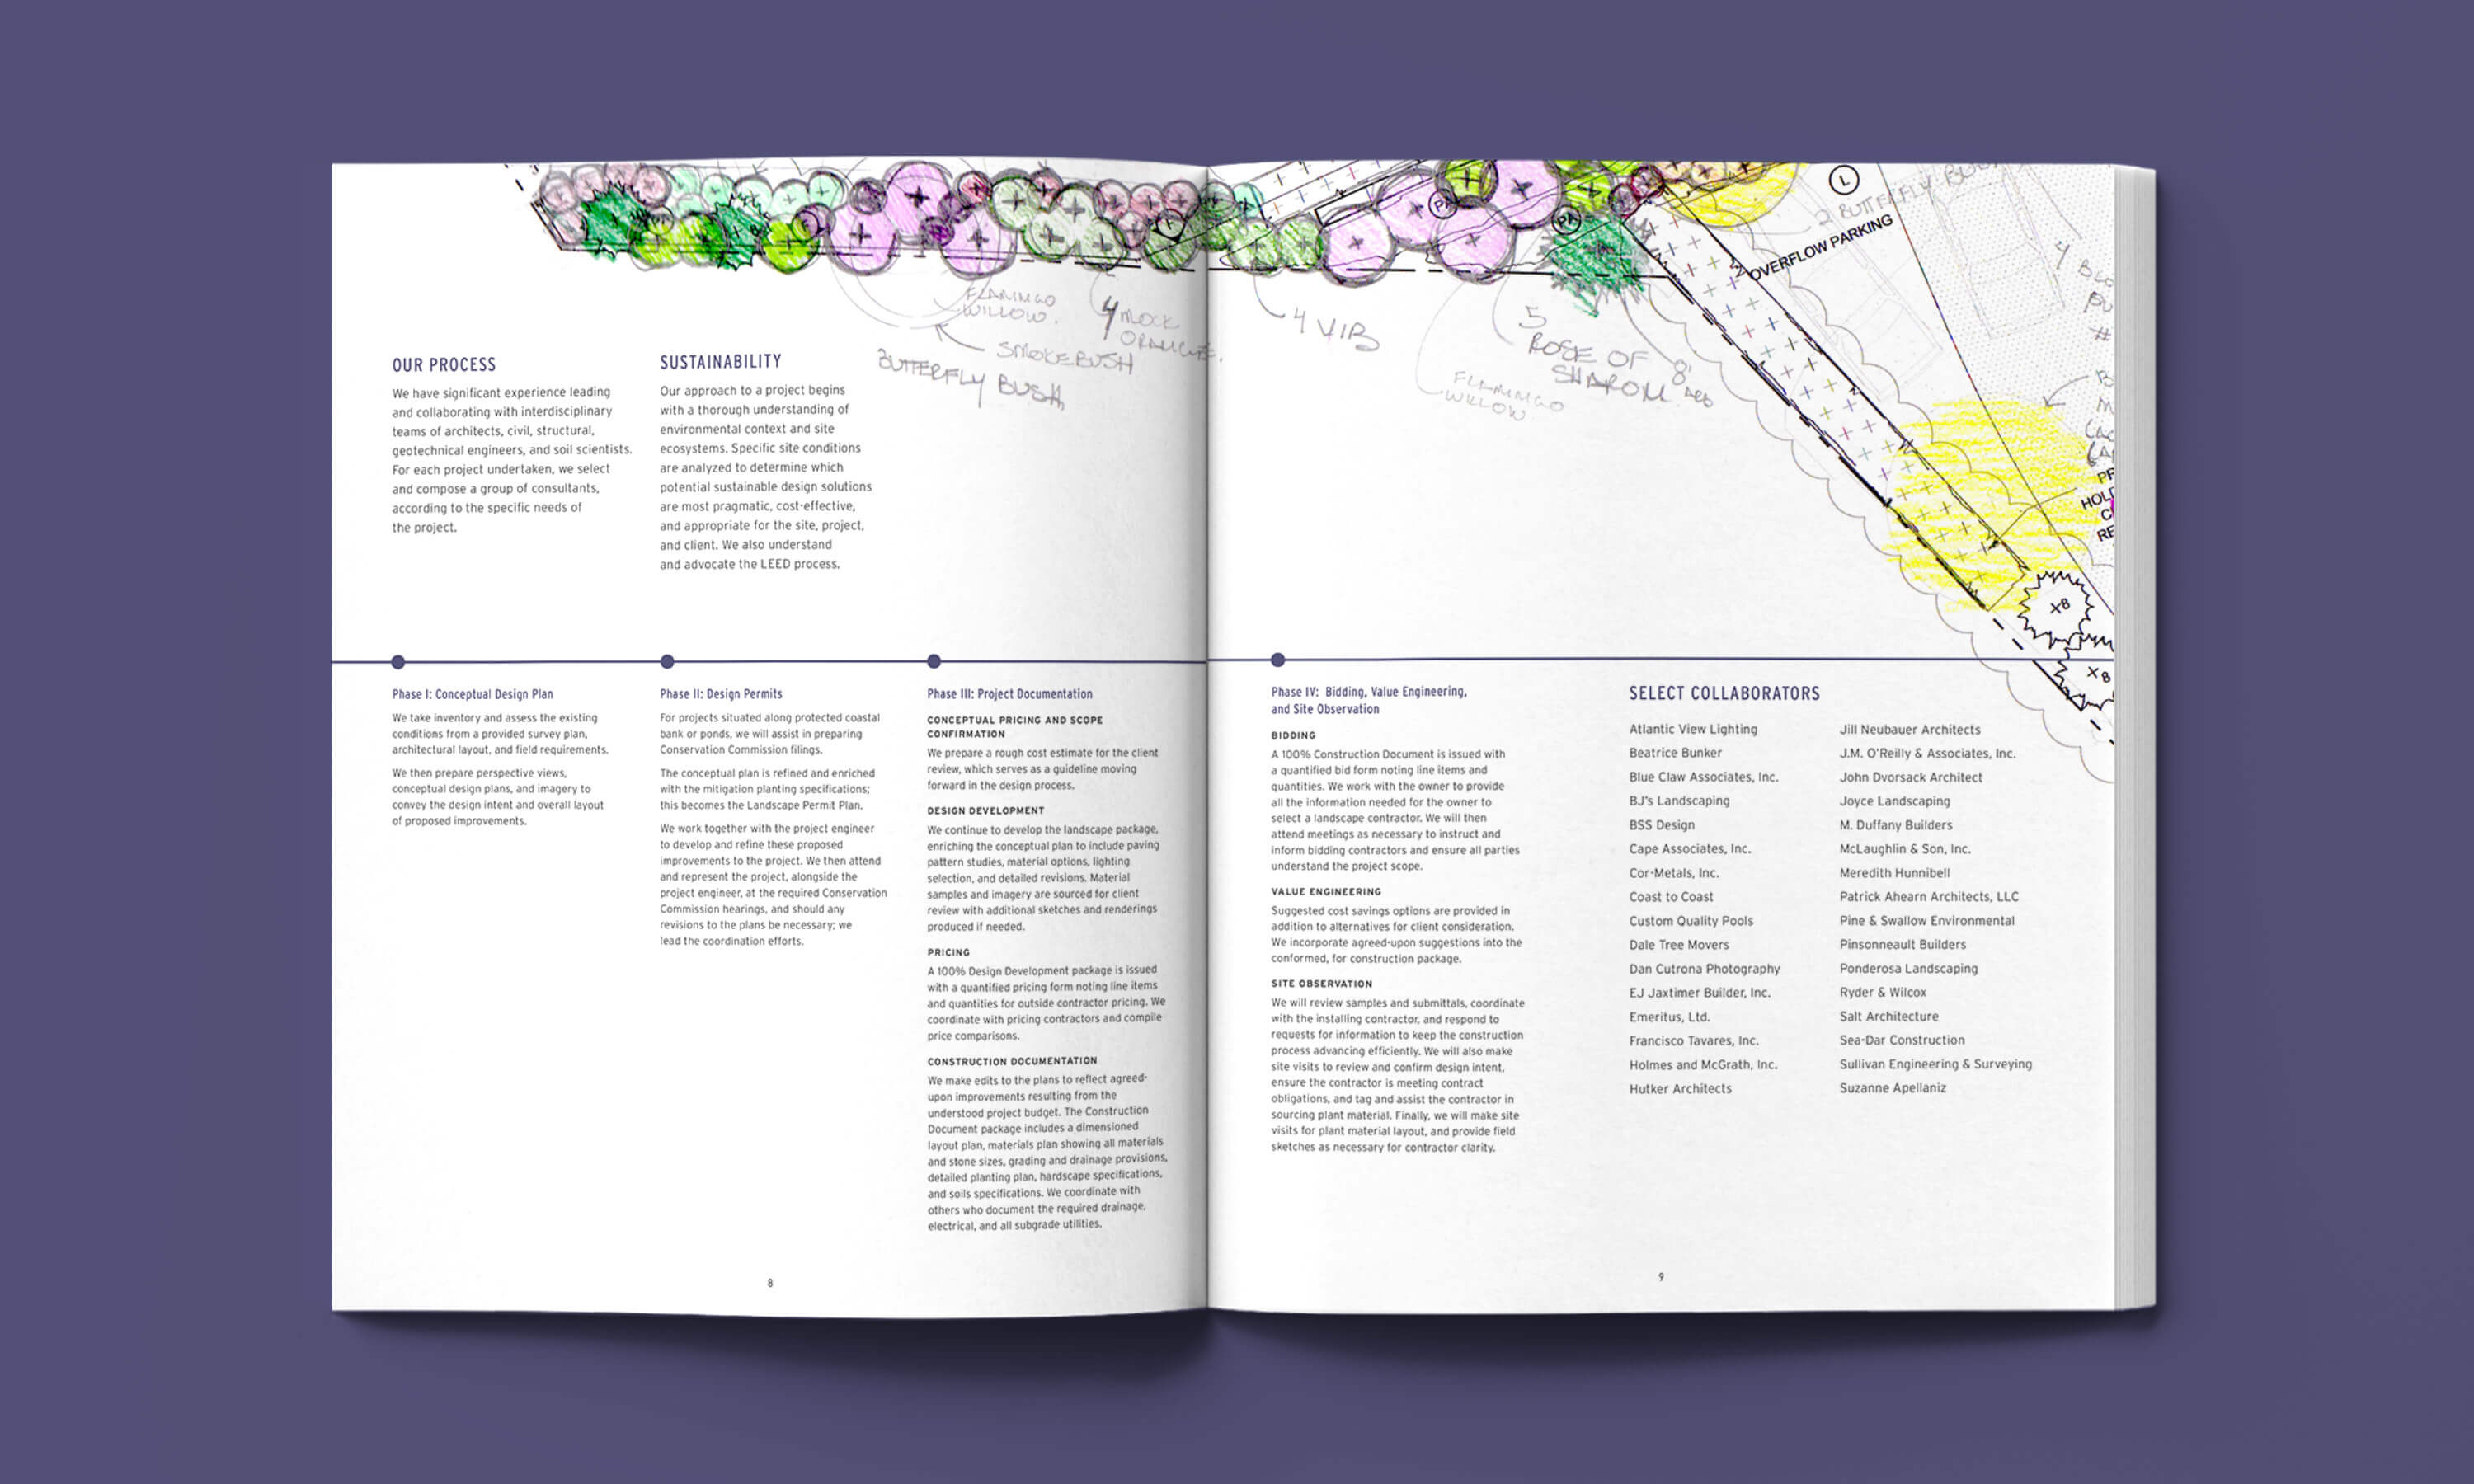 FLAMINGO
WILLOW.
4 MOCK
ORANGES.
SMOKEBUSH
BUTTERFLY BUSH
4 VIB
5
ROSE OF
SHARON
8'
FLAMINGO
WILLOW
PA
PA
L
2 BUTTERFLY BUSH
OVERFLOW PARKING
4
#
PF
HOL
C
RE
X8
X8
OUR PROCESS
We have significant experience leading
and collaborating with interdisciplinary
teams of architects, civil, structural,
geotechnical engineers, and soil scientists.
For each project undertaken, we select
and compose a group of consultants,
according to the specific needs of
the project.
SUSTAINABILITY
Our approach to a project begins
with a thorough understanding of
environmental context and site
ecosystems. Specific site conditions
are analyzed to determine which
potential sustainable design solutions
are most pragmatic, cost-effective,
and appropriate for the site, project,
and client. We also understand
and advocate the LEED process.
Phase I: Conceptual Design Plan
We take inventory and assess the existing
conditions from a provided survey plan,
architectural layout, and field requirements.
We then prepare perspective views,
conceptual design plans, and imagery to
convey the design intent and overall layout
of proposed improvements.
Phase II: Design Permits
For projects situated along protected coastal
bank or ponds, we will assist in preparing
Conservation Commission filings.
The conceptual plan is refined and enriched
with the mitigation planting specifications;
this becomes the Landscape Permit Plan.
We work together with the project engineer
to develop and refine these proposed
improvements to the project. We then attend
and represent the project, alongside the
project engineer, at the required Conservation
Commission hearings, and should any
revisions to the plans be necessary; we
lead the coordination efforts.
Phase III: Project Documentation
CONCEPTUAL PRICING AND SCOPE
CONFIRMATION
We prepare a rough cost estimate for the client
review, which serves as a guideline moving
forward in the design process.
DESIGN DEVELOPMENT
We continue to develop the landscape package,
enriching the conceptual plan to include paving
pattern studies, material options, lighting
selection, and detailed revisions. Material
samples and imagery are sourced for client
review with additional sketches and renderings
produced if needed.
PRICING
A 100% Design Development package is issued
with a quantified pricing form noting line items
and quantities for outside contractor pricing. We
coordinate with pricing contractors and compile
price comparisons.
CONSTRUCTION DOCUMENTATION
We make edits to the plans to reflect agreed-
upon improvements resulting from the
understood project budget. The Construction
Document package includes a dimensioned
layout plan, materials plan showing all materials
and stone sizes, grading and drainage provisions,
detailed planting plan, hardscape specifications,
and soils specifications. We coordinate with
others who document the required drainage,
electrical, and all subgrade utilities.
8
Phase IV: Bidding, Value Engineering,
and Site Observation
BIDDING
A 100% Construction Document is issued with
a quantified bid form noting line items and
quantities. We work with the owner to provide
all the information needed for the owner to
select a landscape contractor. We will then
attend meetings as necessary to instruct and
inform bidding contractors and ensure all parties
understand the project scope.
VALUE ENGINEERING
Suggested cost savings options are provided in
addition to alternatives for client consideration.
We incorporate agreed-upon suggestions into the
conformed, for construction package.
SITE OBSERVATION
We will review samples and submittals, coordinate
with the installing contractor, and respond to
requests for information to keep the construction
process advancing efficiently. We will also make
site visits to review and confirm design intent,
ensure the contractor is meeting contract
obligations, and tag and assist the contractor in
sourcing plant material. Finally, we will make site
visits for plant material layout, and provide field
sketches as necessary for contractor clarity.
SELECT COLLABORATORS
Atlantic View Lighting
Beatrice Bunker
Blue Claw Associates, Inc.
BJ's Landscaping
BSS Design
Cape Associates, Inc.
Cor-Metals, Inc.
Coast to Coast
Custom Quality Pools
Dale Tree Movers
Dan Cutrona Photography
EJ Jaxtimer Builder, Inc.
Emeritus, Ltd.
Francisco Tavares, Inc.
Holmes and McGrath, Inc.
Hutker Architects
Jill Neubauer Architects
J.M. O'Reilly & Associates, Inc.
John Dvorsack Architect
Joyce Landscaping
M. Duffany Builders
McLaughlin & Son, Inc.
Meredith Hunnibell
Patrick Ahearn Architects, LLC
Pine & Swallow Environmental
Pinsonneault Builders
Ponderosa Landscaping
Ryder & Wilcox
Salt Architecture
Sea-Dar Construction
Sullivan Engineering & Surveying
Suzanne Apellaniz
9